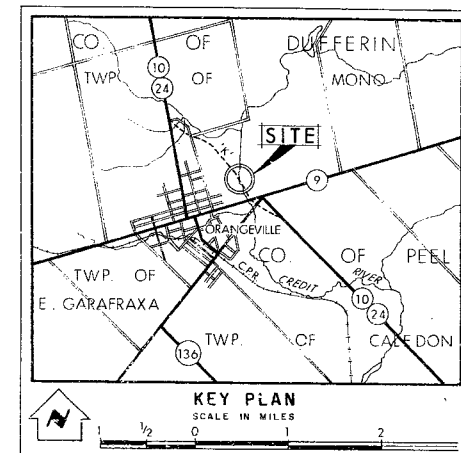 CO. OF DUFFERIN
TWP. OF MONO
10
24
"K"
SITE
9
ORANGEVILLE
CO. OF PEEL
TWP. OF
E. GARAFRAXA
C.P.R.
CREDIT RIVER
10
24
TWP. OF CALEDON
136
KEY PLAN
SCALE IN MILES
N
1 1/2 0 1 2